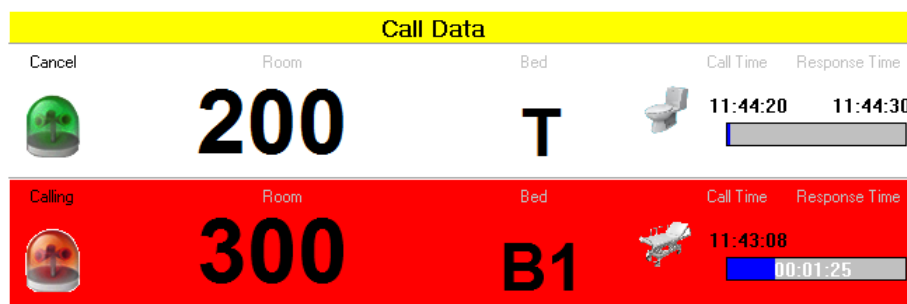 Call Data
Cancel Room Bed Call Time Response Time
200 T 11:44:20 11:44:30
Calling Room Bed Call Time Response Time
300 B1 11:43:08
00:01:25